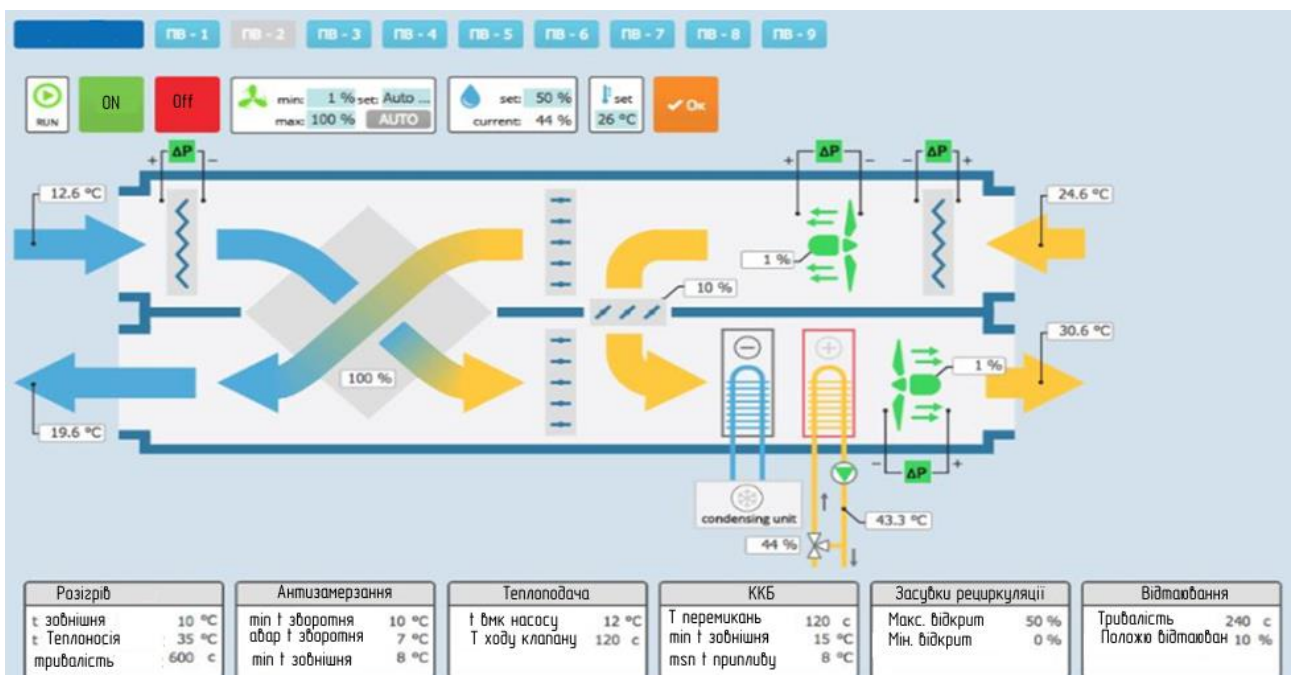 ПВ - 1 ПВ - 2 ПВ - 3 ПВ - 4 ПВ - 5 ПВ - 6 ПВ - 7 ПВ - 8 ПВ - 9
RUN ON Off
min: 1 % set: Auto ...
max: 100 % AUTO
set: 50 %
current: 44 %
set
26 °C
Ок
+ ΔP -
+ ΔP -
- ΔP +
12.6 °C
24.6 °C
1 %
10 %
30.6 °C
100 %
1 %
19.6 °C
- ΔP +
condensing unit
43.3 °C
44 %
Розігрів
t зовнішня 10 °C
t Теплоносія 35 °C
тривалість 600 с
Антизамерзання
min t зворотня 10 °C
авар t зворотня 7 °C
min t зовнішня 8 °C
Теплоподача
t вмк насосу 12 °C
Т ходу клапану 120 с
ККБ
Т перемикань 120 с
min t зовнішня 15 °C
msn t припливу 8 °C
Засувки рециркуляції
Макс. відкрит 50 %
Мін. відкрит 0 %
Відтаювання
Тривалість 240 с
Положю відтаюван 10 %